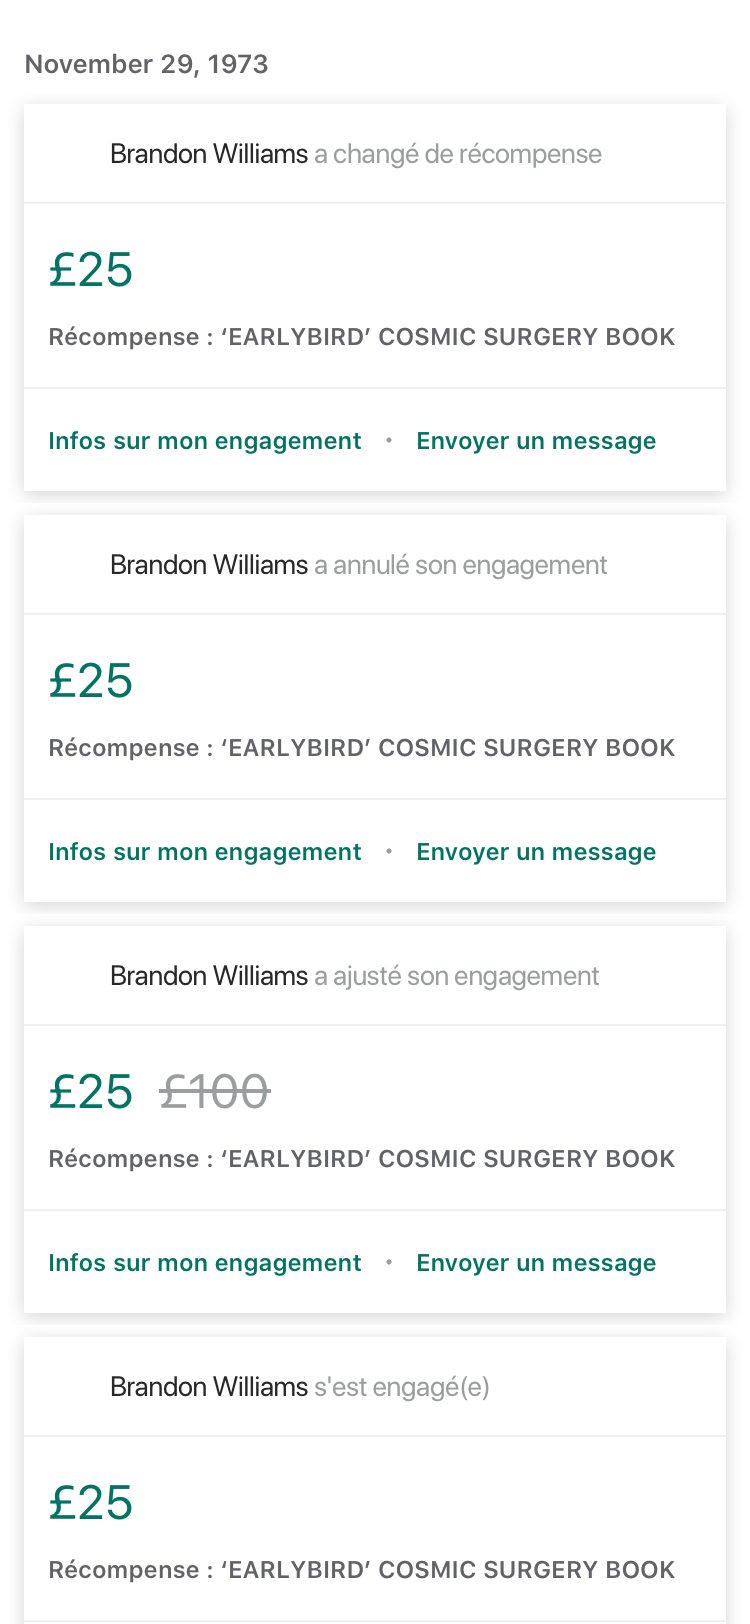 November 29, 1973
Brandon Williams a changé de récompense
£25
Récompense : ‘EARLYBIRD’ COSMIC SURGERY BOOK
Infos sur mon engagement • Envoyer un message
Brandon Williams a annulé son engagement
£25
Récompense : ‘EARLYBIRD’ COSMIC SURGERY BOOK
Infos sur mon engagement • Envoyer un message
Brandon Williams a ajusté son engagement
£25 £100
Récompense : ‘EARLYBIRD’ COSMIC SURGERY BOOK
Infos sur mon engagement • Envoyer un message
Brandon Williams s'est engagé(e)
£25
Récompense : ‘EARLYBIRD’ COSMIC SURGERY BOOK